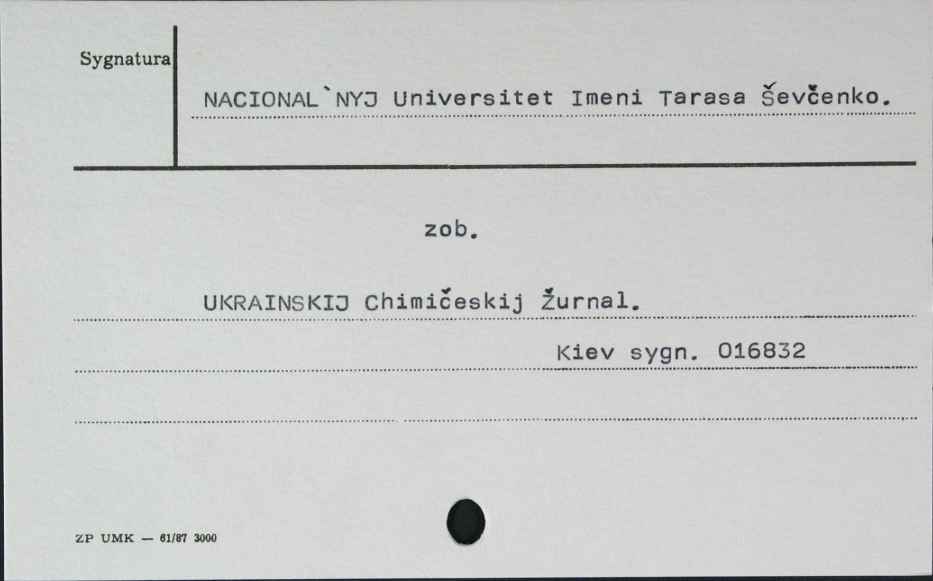 Sygnatura
NACIONAL`NYJ Universitet Imeni Tarasa Ševčenko.
zob.
UKRAINSKIJ Chimičeskij Žurnal.
Kiev sygn. 016832
ZP UMK — 61/87 3000